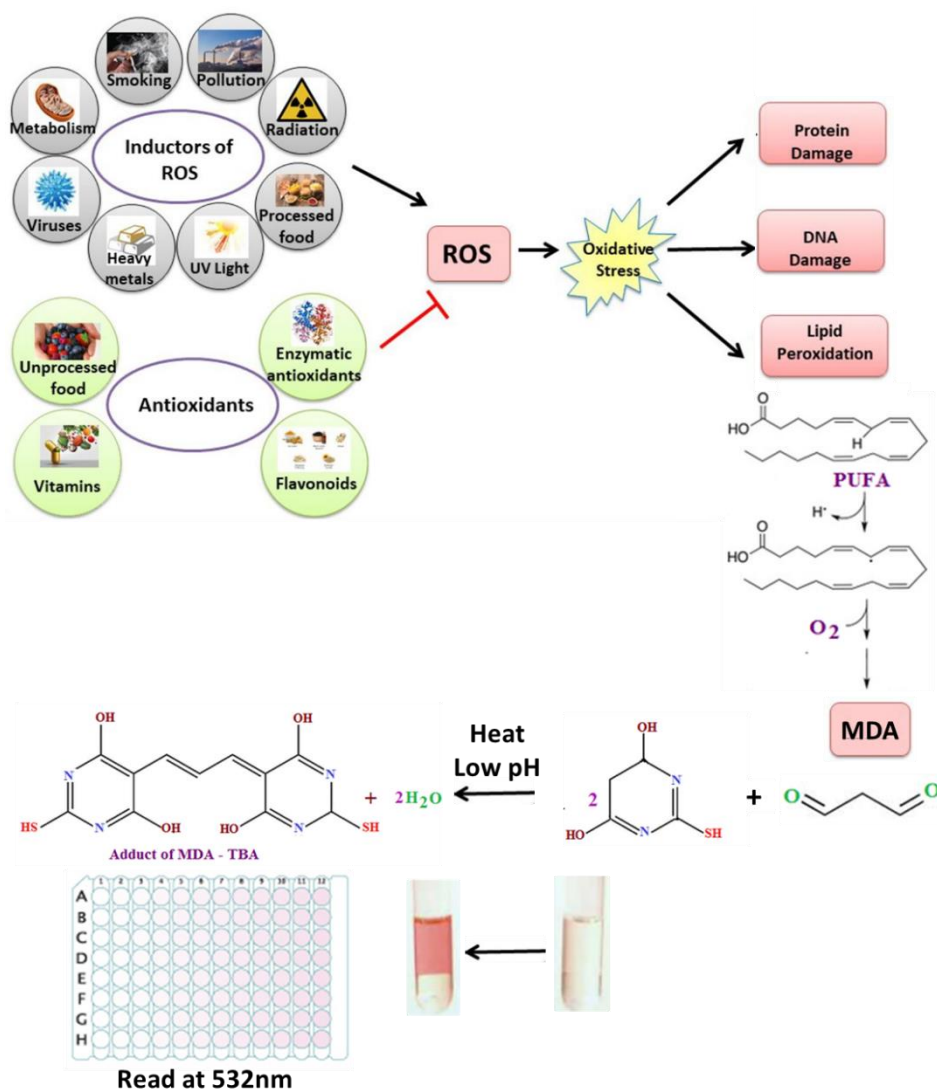 Smoking
Pollution
Metabolism
Radiation
Inductors of
ROS
Viruses
Processed
food
Heavy
metals
UV Light
Unprocessed
food
Enzymatic
antioxidants
Antioxidants
Vitamins
Flavonoids
ROS
Oxidative
Stress
Protein
Damage
DNA
Damage
Lipid
Peroxidation
O
HO
H
PUFA
H•
O
HO
O2
MDA
OH
OH
N
N
HS
N
OH
HO
N
SH
Adduct of MDA - TBA
+ 2H2O
Heat
Low pH
OH
2
N
HO
N
SH
+
O
O
1 2 3 4 5 6 7 8 9 10 11 12
A
B
C
D
E
F
G
H
Read at 532nm